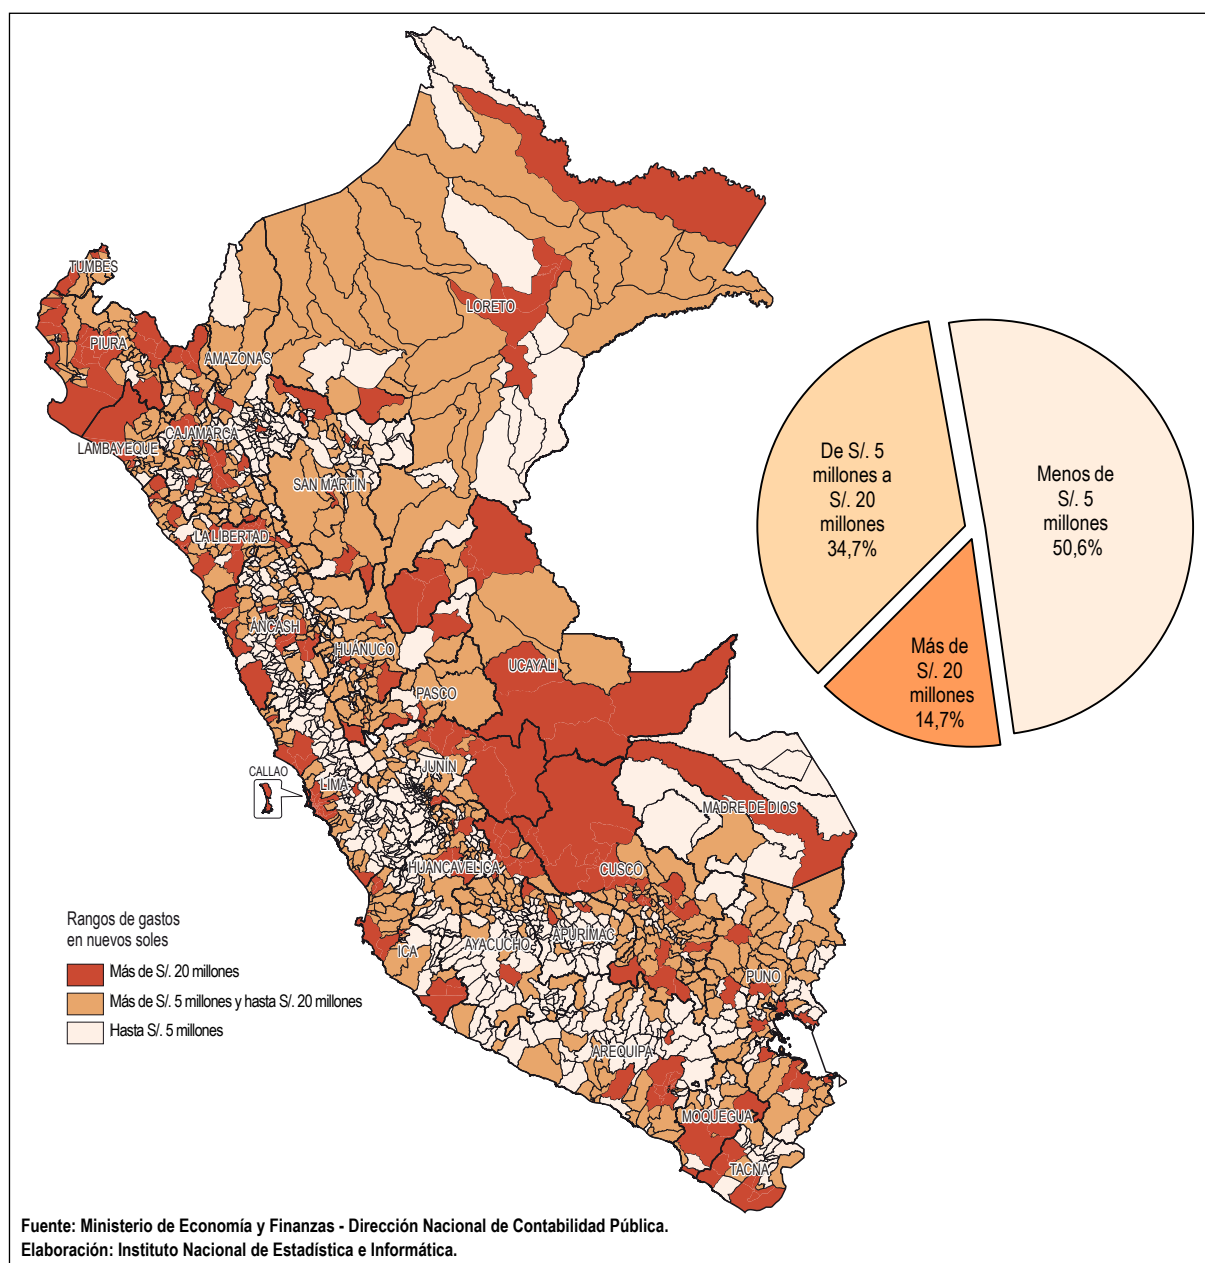 TUMBES
PIURA
LORETO
AMAZONAS
LAMBAYEQUE
CAJAMARCA
SAN MARTÍN
LA LIBERTAD
ANCASH
HUÁNUCO
UCAYALI
PASCO
CALLAO
LIMA
JUNÍN
MADRE DE DIOS
HUANCAVELICA
CUSCO
ICA
AYACUCHO
APURIMAC
PUNO
AREQUIPA
MOQUEGUA
TACNA
De S/. 5
millones a
S/. 20
millones
34,7%
Menos de
S/. 5
millones
50,6%
Más de
S/. 20
millones
14,7%
Rangos de gastos
en nuevos soles
Más de S/. 20 millones
Más de S/. 5 millones y hasta S/. 20 millones
Hasta S/. 5 millones
Fuente: Ministerio de Economía y Finanzas - Dirección Nacional de Contabilidad Pública.
Elaboración: Instituto Nacional de Estadística e Informática.